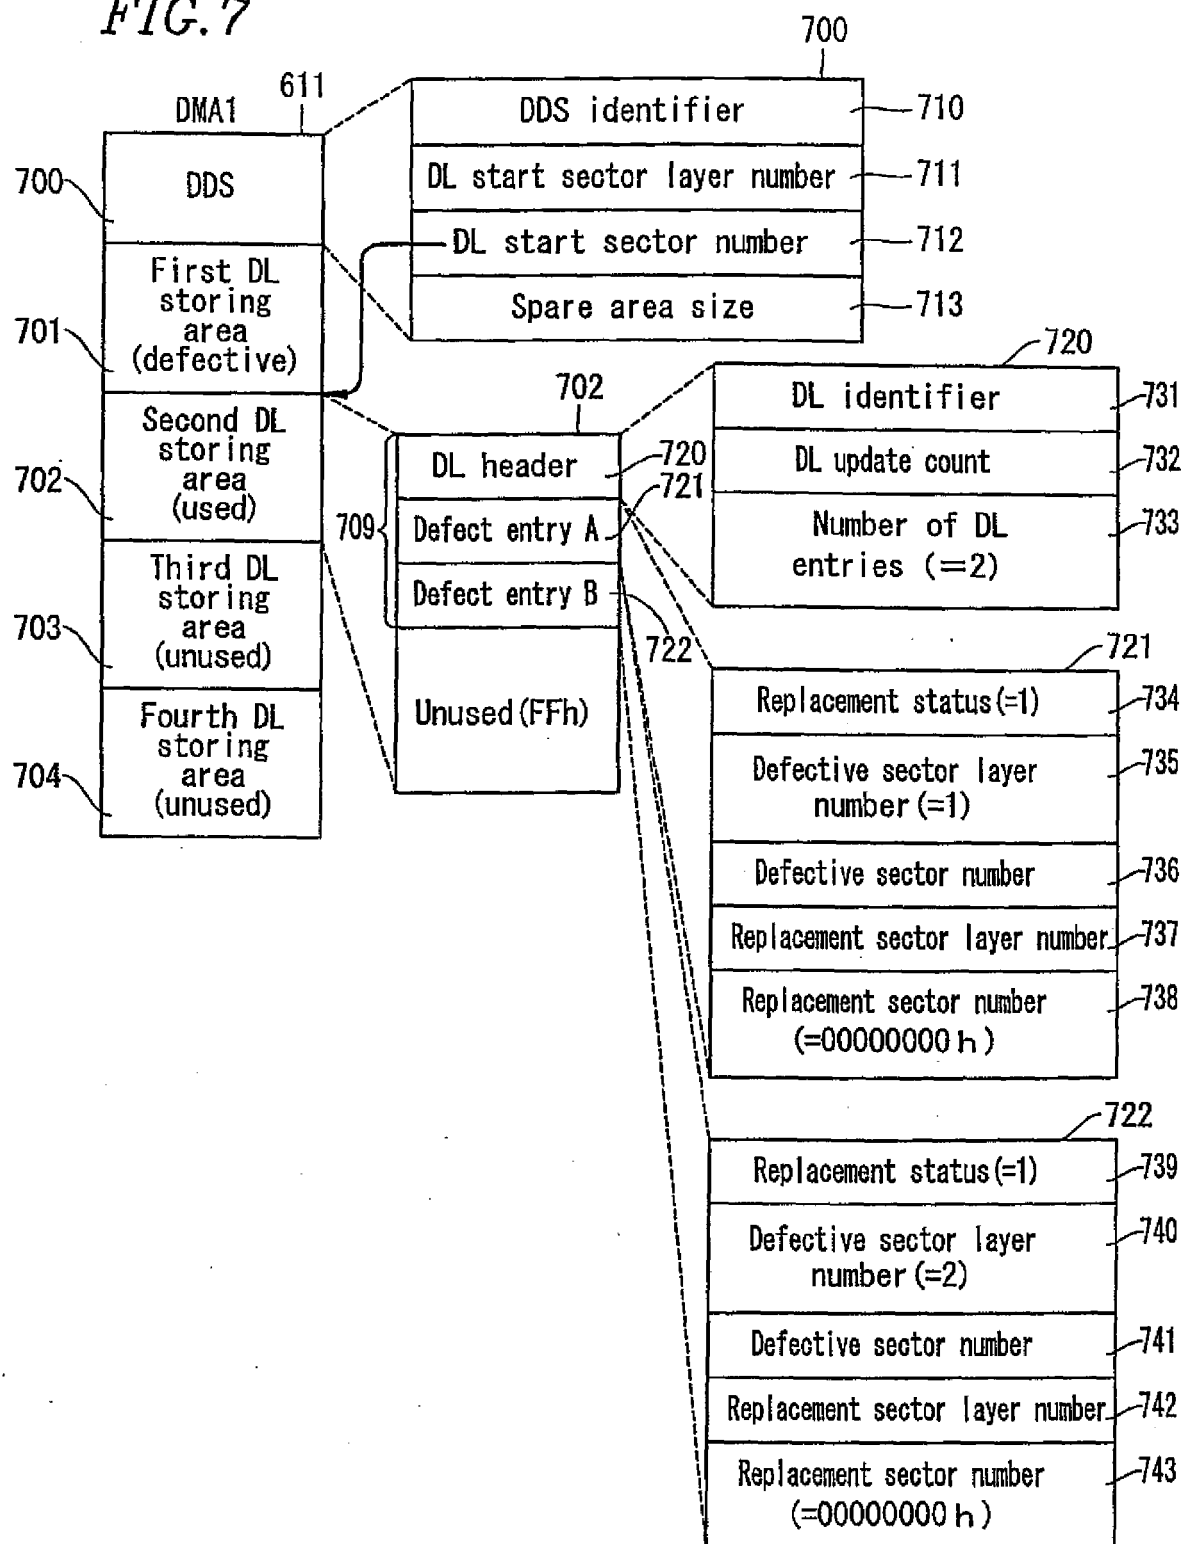 FIG. 7
DMA1
611
700
DDS
701
First DL
storing
area
(defective)
702
Second DL
storing
area
(used)
703
Third DL
storing
area
(unused)
704
Fourth DL
storing
area
(unused)
700
DDS identifier
710
DL start sector layer number
711
DL start sector number
712
Spare area size
713
702
709
DL header
720
Defect entry A
721
Defect entry B
722
Unused(FFh)
720
DL identifier
731
DL update count
732
Number of DL
entries (=2)
733
721
Replacement status(=1)
734
Defective sector layer
number(=1)
735
Defective sector number
736
Replacement sector layer number
737
Replacement sector number
(=00000000 h)
738
722
Replacement status(=1)
739
Defective sector layer
number(=2)
740
Defective sector number
741
Replacement sector layer number
742
Replacement sector number
(=00000000 h)
743